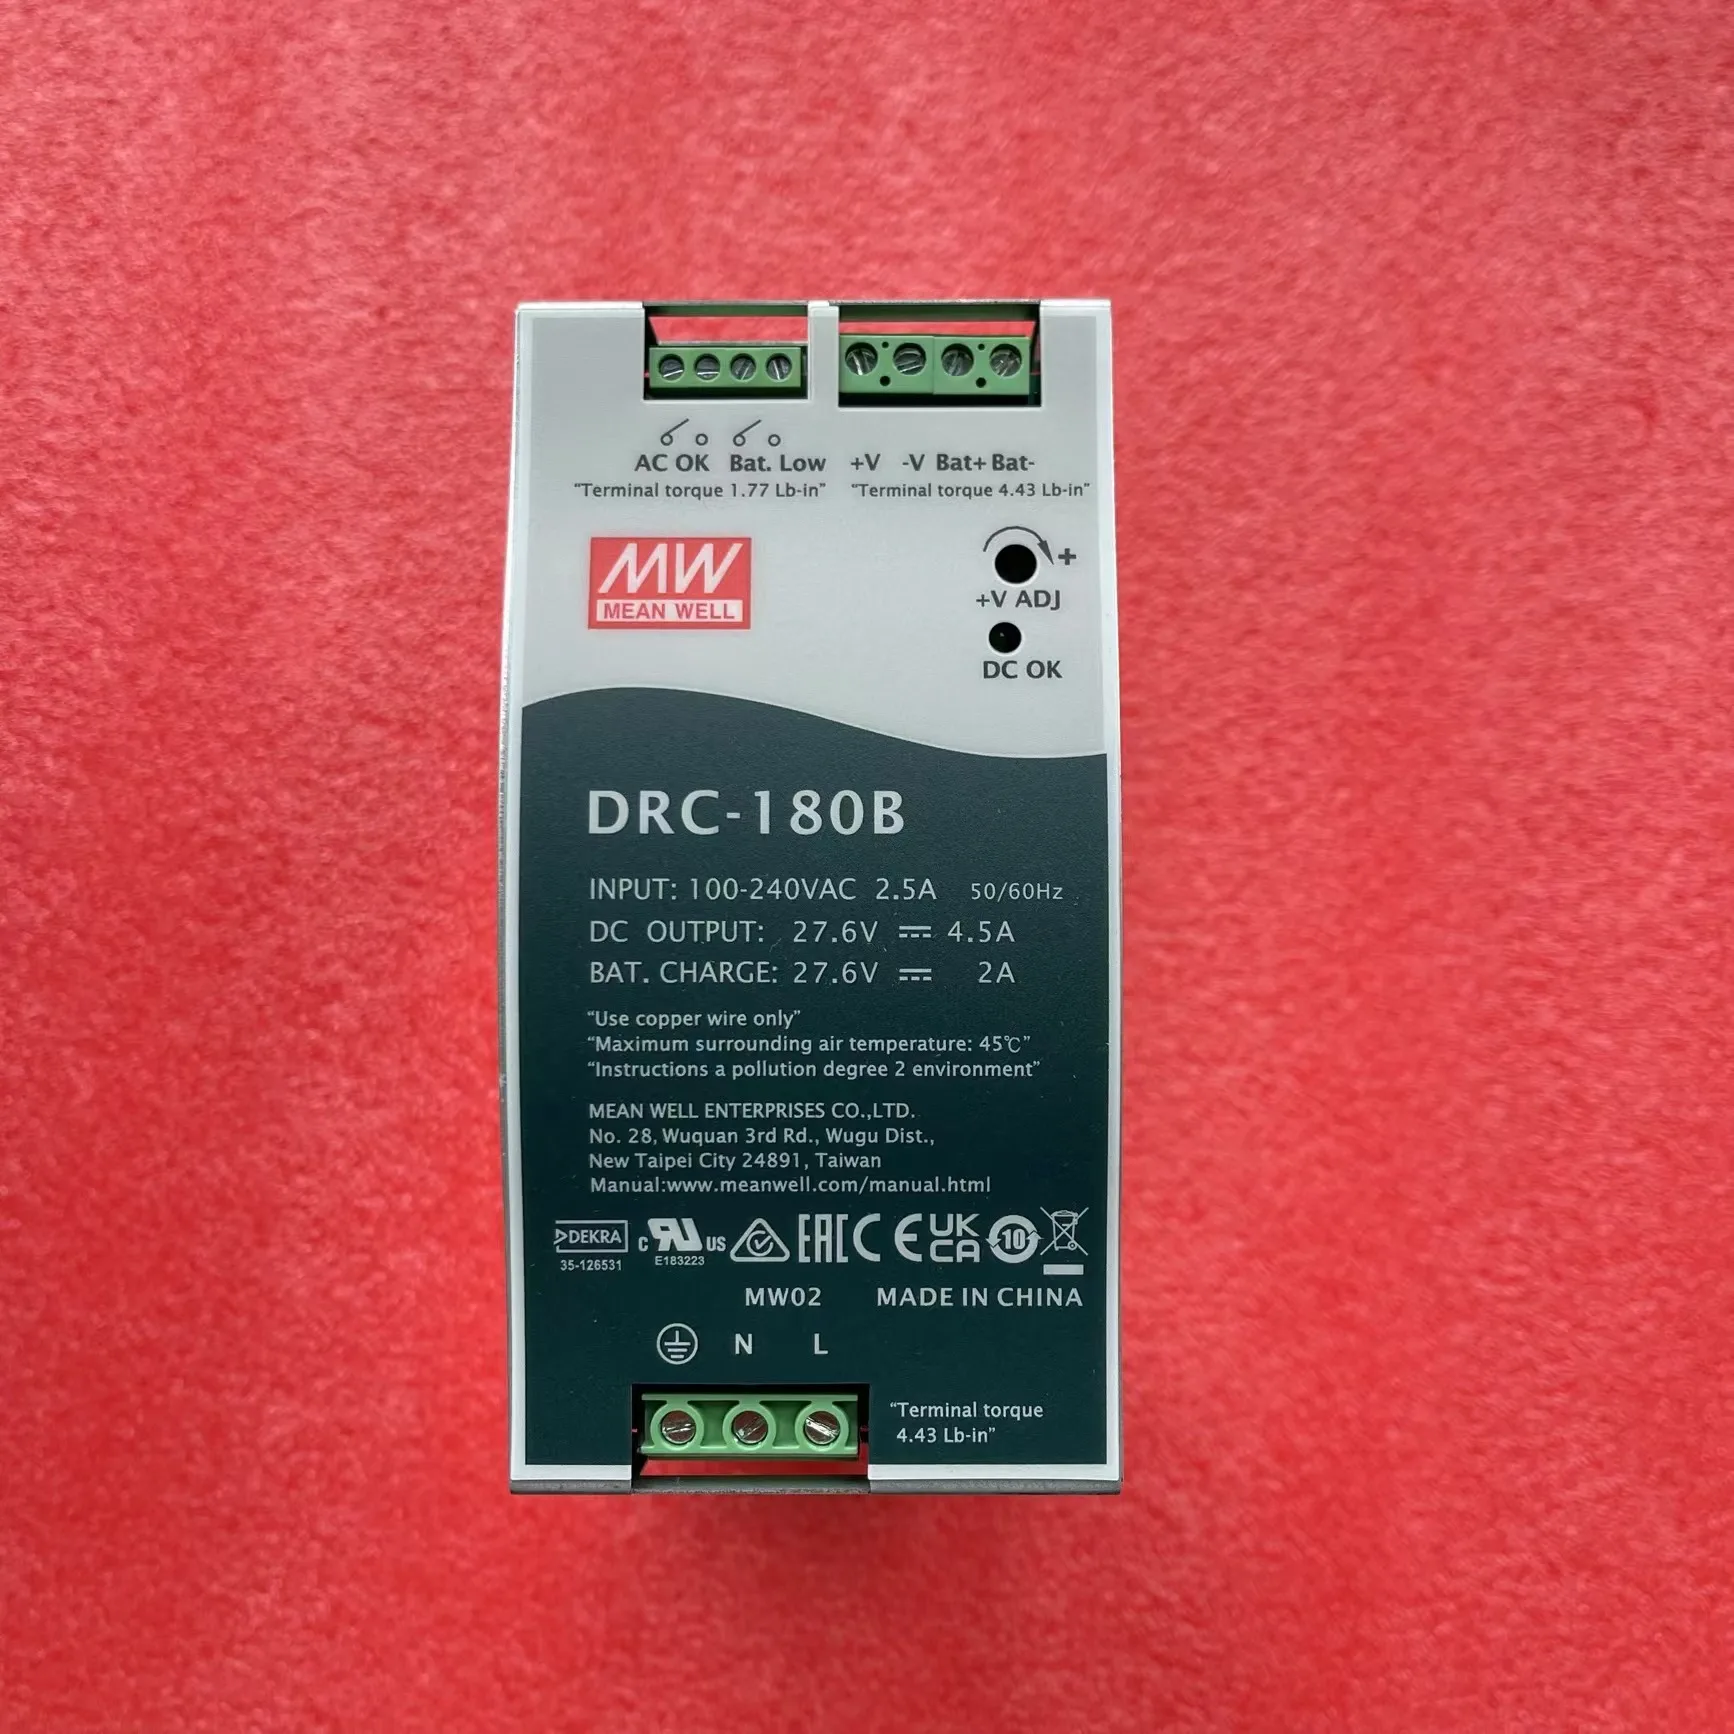 AC OK Bat. Low +V -V Bat+ Bat-
"Terminal torque 1.77 Lb-in" "Terminal torque 4.43 Lb-in"
MW
MEAN WELL
+
+V ADJ
DC OK
DRC-180B
INPUT: 100-240VAC 2.5A 50/60Hz
DC OUTPUT: 27.6V ⎓ 4.5A
BAT. CHARGE: 27.6V ⎓ 2A
"Use copper wire only"
"Maximum surrounding air temperature: 45℃"
"Instructions a pollution degree 2 environment"
MEAN WELL ENTERPRISES CO.,LTD.
No. 28, Wuquan 3rd Rd., Wugu Dist.,
New Taipei City 24891, Taiwan
Manual:www.meanwell.com/manual.html
DEKRA c RU US EAC CE UKCA 10
35-126531 E183223
MW02 MADE IN CHINA
N L
"Terminal torque
4.43 Lb-in"